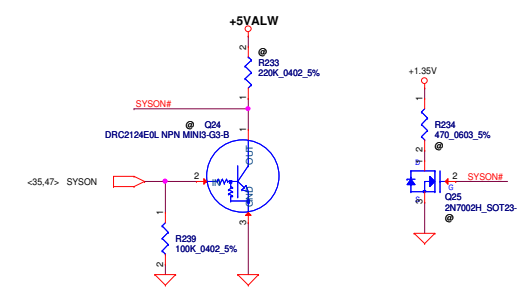 +5VALW
2
@
R233
220K_0402_5%
1
SYSON#
@ Q24
DRC2124E0L NPN MINI3-G3-B
1
OUT
<35,47> SYSON
2
IN
GND
3
1
R239
100K_0402_5%
2
+1.35V
1
R234
470_0603_5%
@
2
D
2 SYSON#
G
S
3
Q25
2N7002H_SOT23-
@